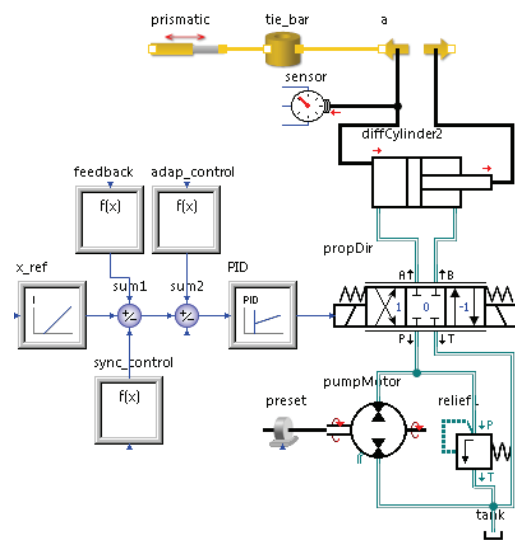 prismatic
tie_bar
a
sensor
diffCylinder2
feedback
adap_control
f(x)
f(x)
propDir
x_ref
sum1
sum2
PID
A
B
I
PID
1
0
-1
sync_control
P
T
f(x)
pumpMotor
preset
relief1
P
T
tank